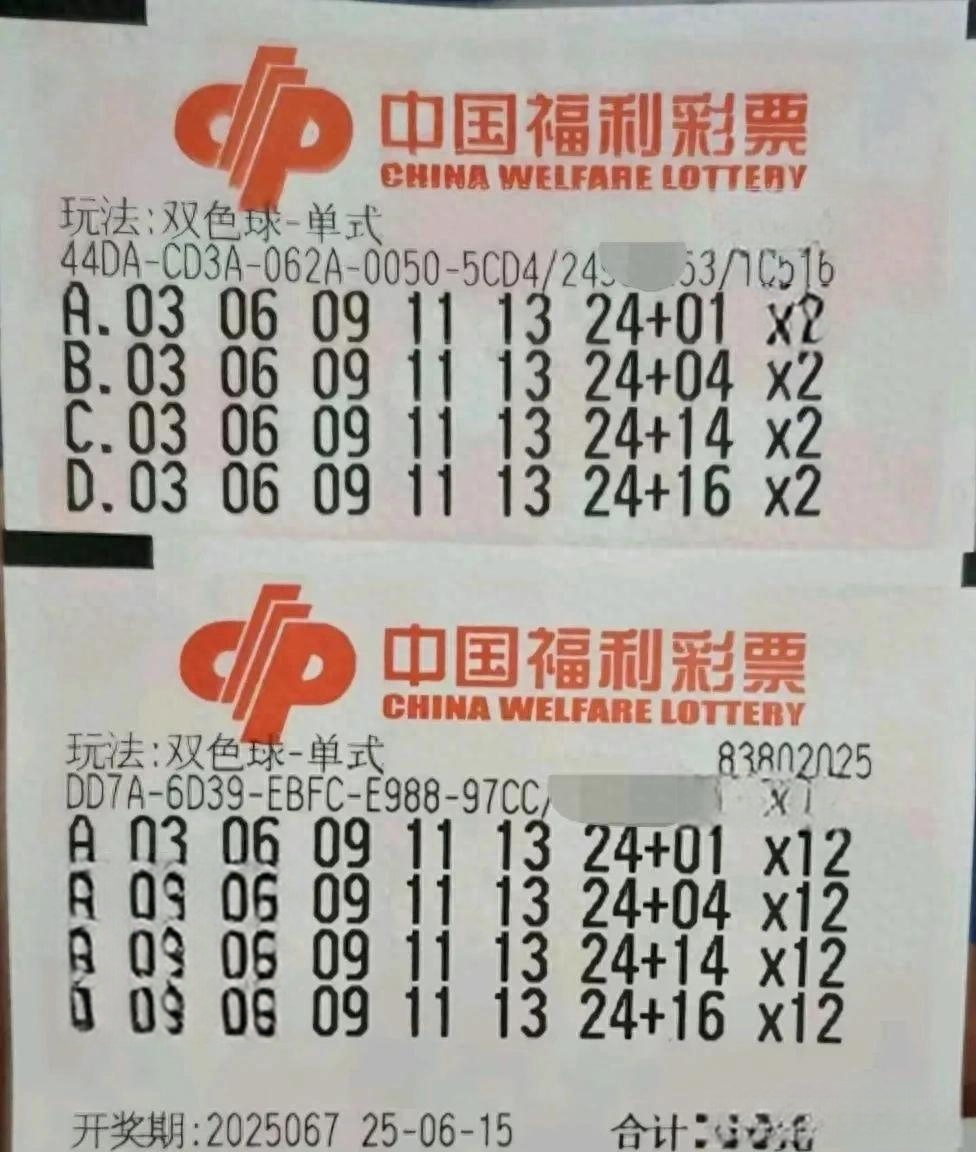 中国福利彩票
CHINA WELFARE LOTTERY
玩法:双色球-单式
44DA-CD3A-062A-0050-5CD4/
A.03 06 09 11 13 24+01 x2
B.03 06 09 11 13 24+04 x2
C.03 06 09 11 13 24+14 x2
D.03 06 09 11 13 24+16 x2
中国福利彩票
CHINA WELFARE LOTTERY
玩法:双色球-单式 83802025
DD7A-6D39-EBFC-E988-97CC/
A 03 06 09 11 13 24+01 x12
06 09 11 13 24+04 x12
06 09 11 13 24+14 x12
06 09 11 13 24+16 x12
开奖期:2025067 25-06-15 合计: